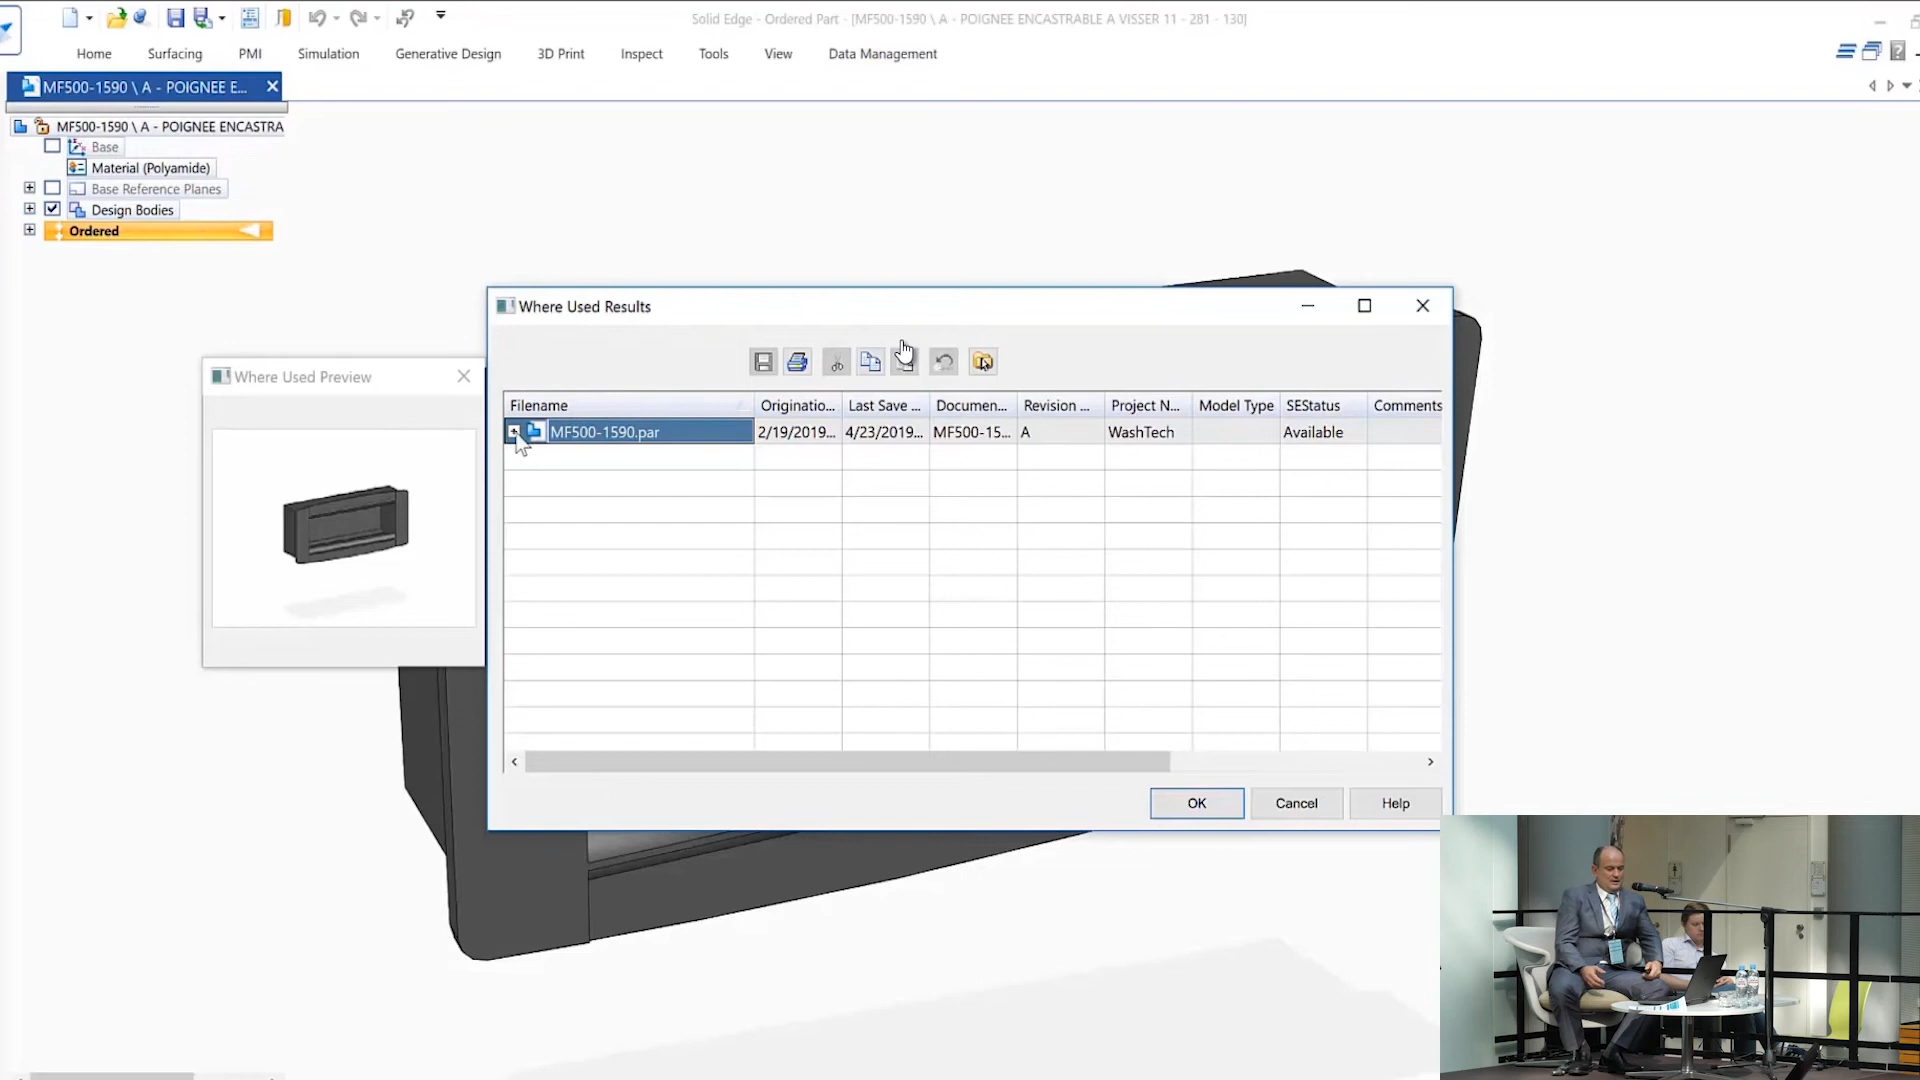 Solid Edge - Ordered Part - [MF500-1590 \ A - POIGNEE ENCASTRABLE A VISSER 11 - 281 - 130]
Home Surfacing PMI Simulation Generative Design 3D Print Inspect Tools View Data Management
MF500-1590 \ A - POIGNEE E...
MF500-1590 \ A - POIGNEE ENCASTRA
Base
Material (Polyamide)
Base Reference Planes
Design Bodies
Ordered
Where Used Preview
Where Used Results
Filename Originatio... Last Save ... Documen... Revision ... Project N... Model Type SEStatus Comments
MF500-1590.par 2/19/2019... 4/23/2019... MF500-15... A WashTech Available
OK Cancel Help